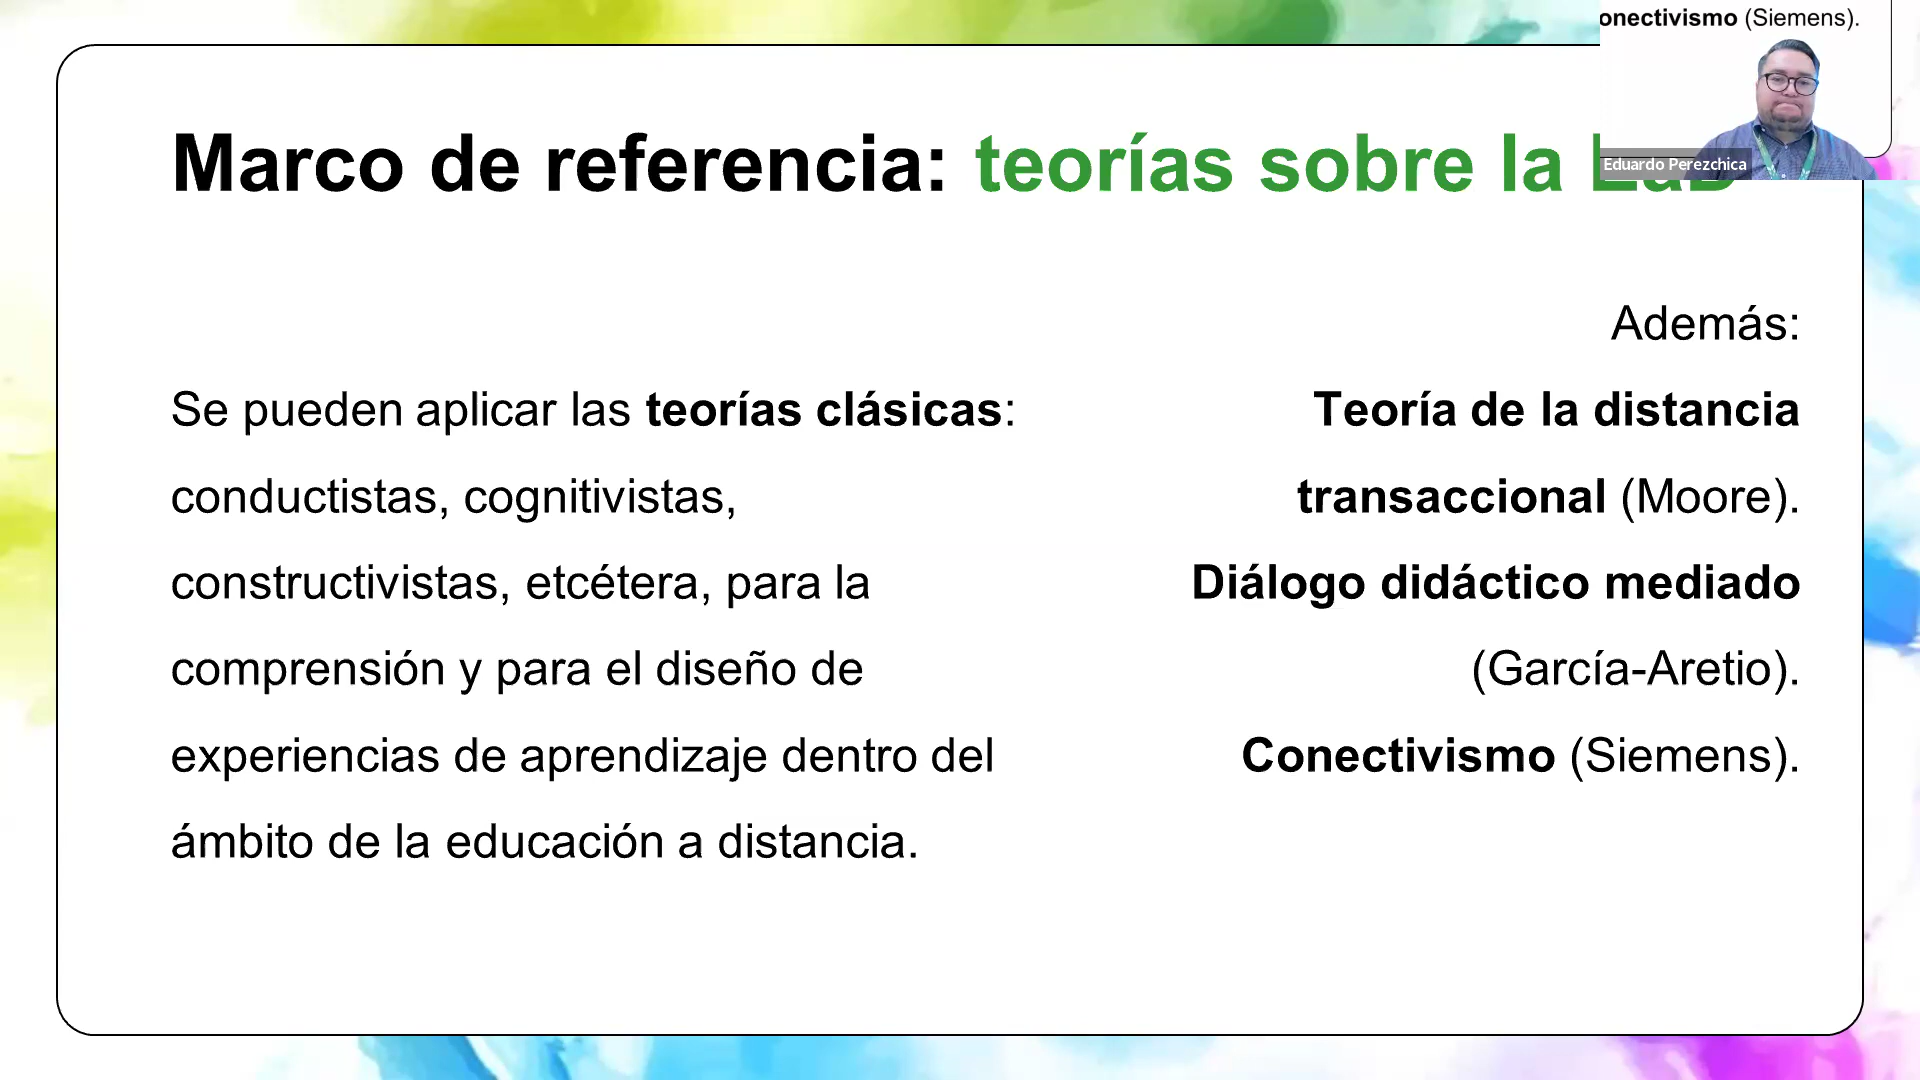 onectivismo (Siemens).
Marco de referencia: teorías sobre la EaD
Eduardo Perezchica
Se pueden aplicar las teorías clásicas:
conductistas, cognitivistas,
constructivistas, etcétera, para la
comprensión y para el diseño de
experiencias de aprendizaje dentro del
ámbito de la educación a distancia.
Además:
Teoría de la distancia
transaccional (Moore).
Diálogo didáctico mediado
(García-Aretio).
Conectivismo (Siemens).